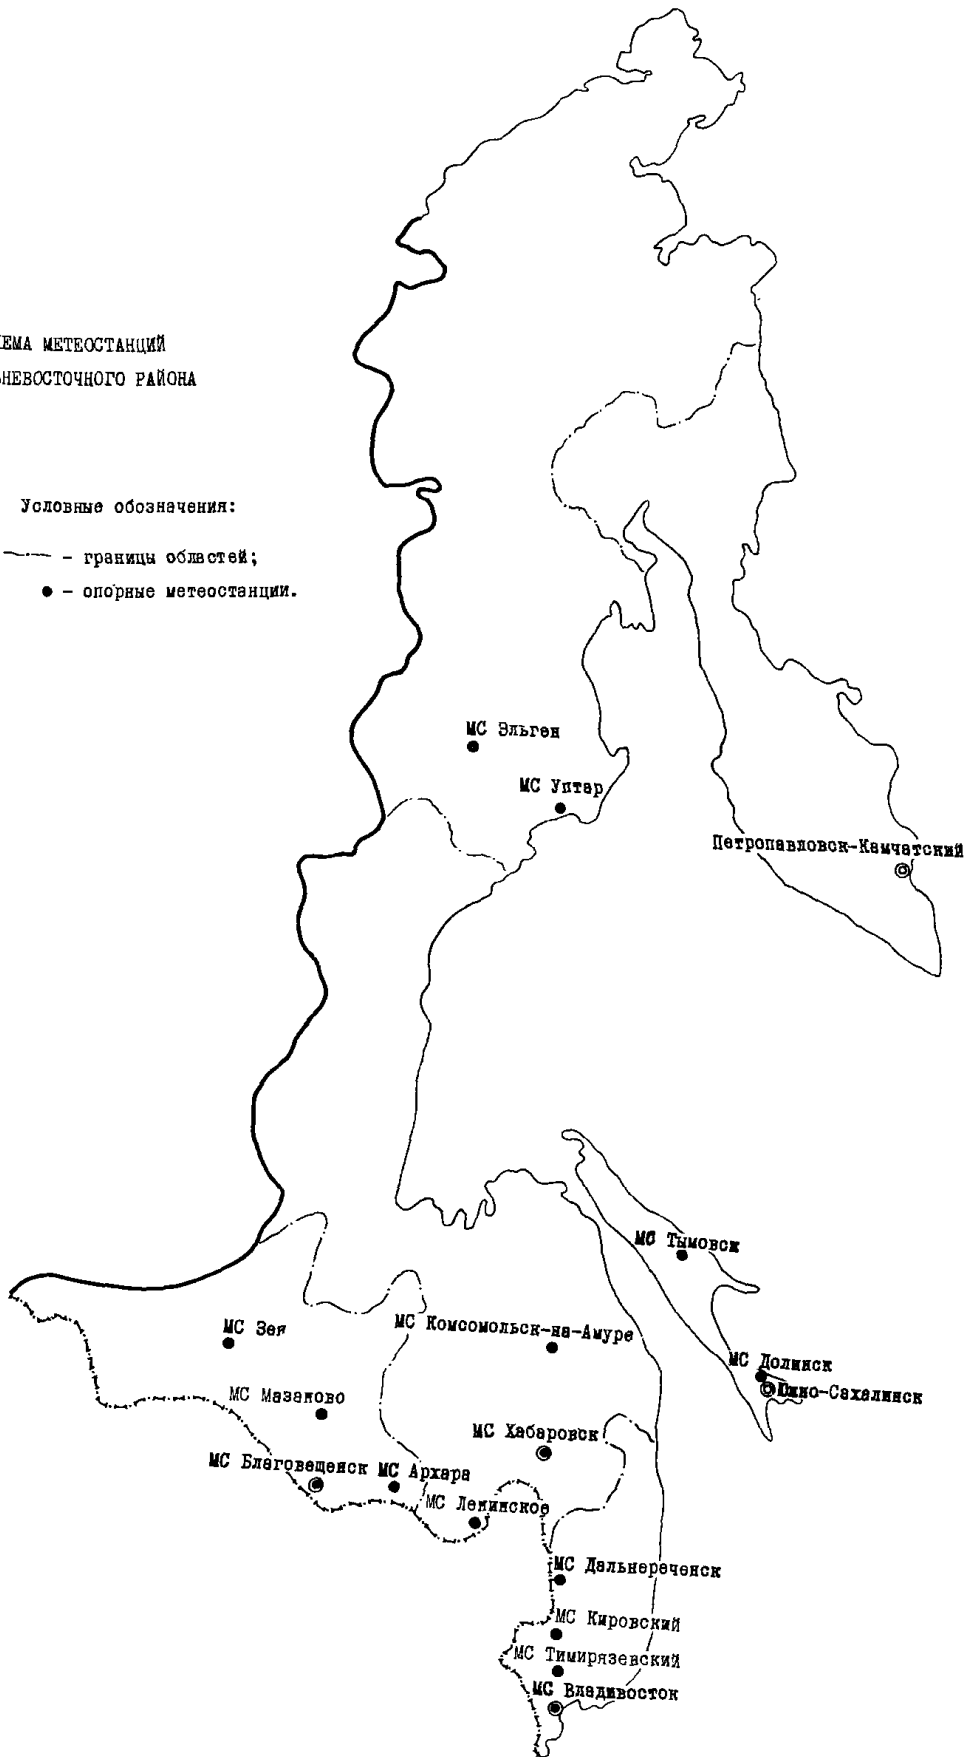 ЕМА МЕТЕОСТАНЦИЙ
НЕВОСТОЧНОГО РАЙОНА
Условные обозначения:
– границы областей;
– опорные метеостанции.
МС Эльген
МС Уптар
Петропавловск-Камчатский
МС Тымовск
МС Зея
МС Комсомольск-на-Амуре
МС Долинск
Южно-Сахалинск
МС Мазаново
МС Хабаровск
МС Благовещенск
МС Архара
МС Ленинское
МС Дальнереченск
МС Кировский
МС Тимирязевский
МС Владивосток